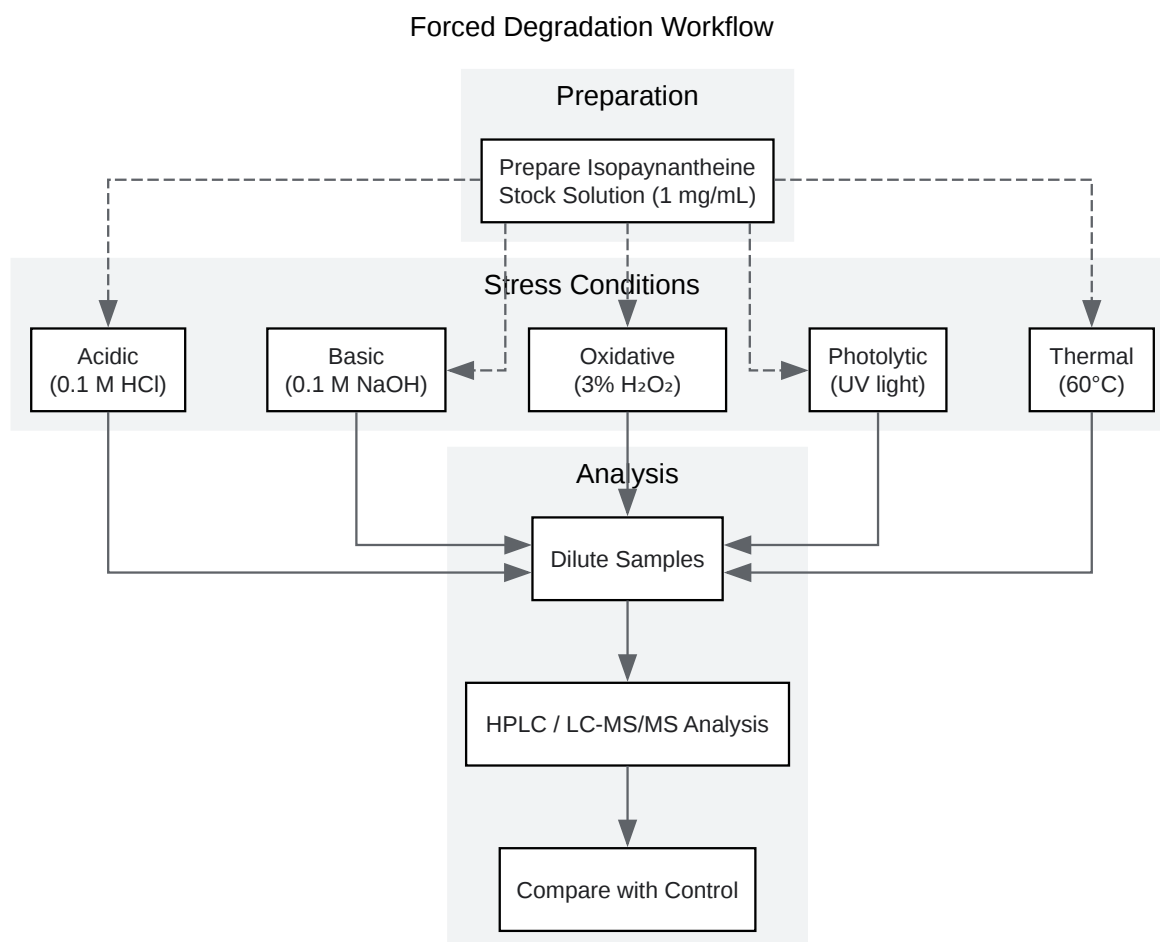 Forced Degradation Workflow
Preparation
Prepare Isopaynantheine
Stock Solution (1 mg/mL)
Stress Conditions
Acidic
(0.1 M HCl)
Basic
(0.1 M NaOH)
Oxidative
(3% H₂O₂)
Photolytic
(UV light)
Thermal
(60°C)
Analysis
Dilute Samples
HPLC / LC-MS/MS Analysis
Compare with Control